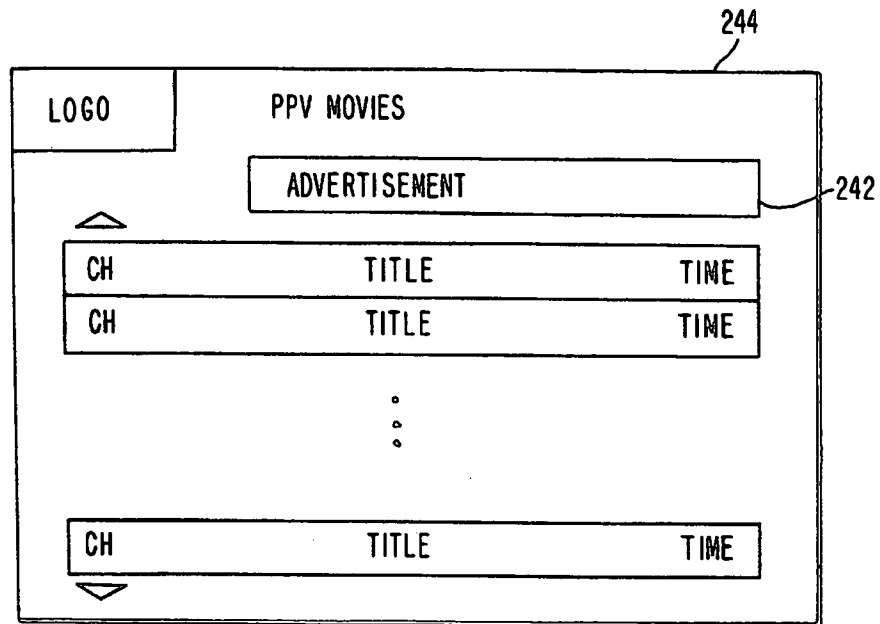 244
LOGO PPV MOVIES
ADVERTISEMENT
242
CH TITLE TIME
CH TITLE TIME
CH TITLE TIME